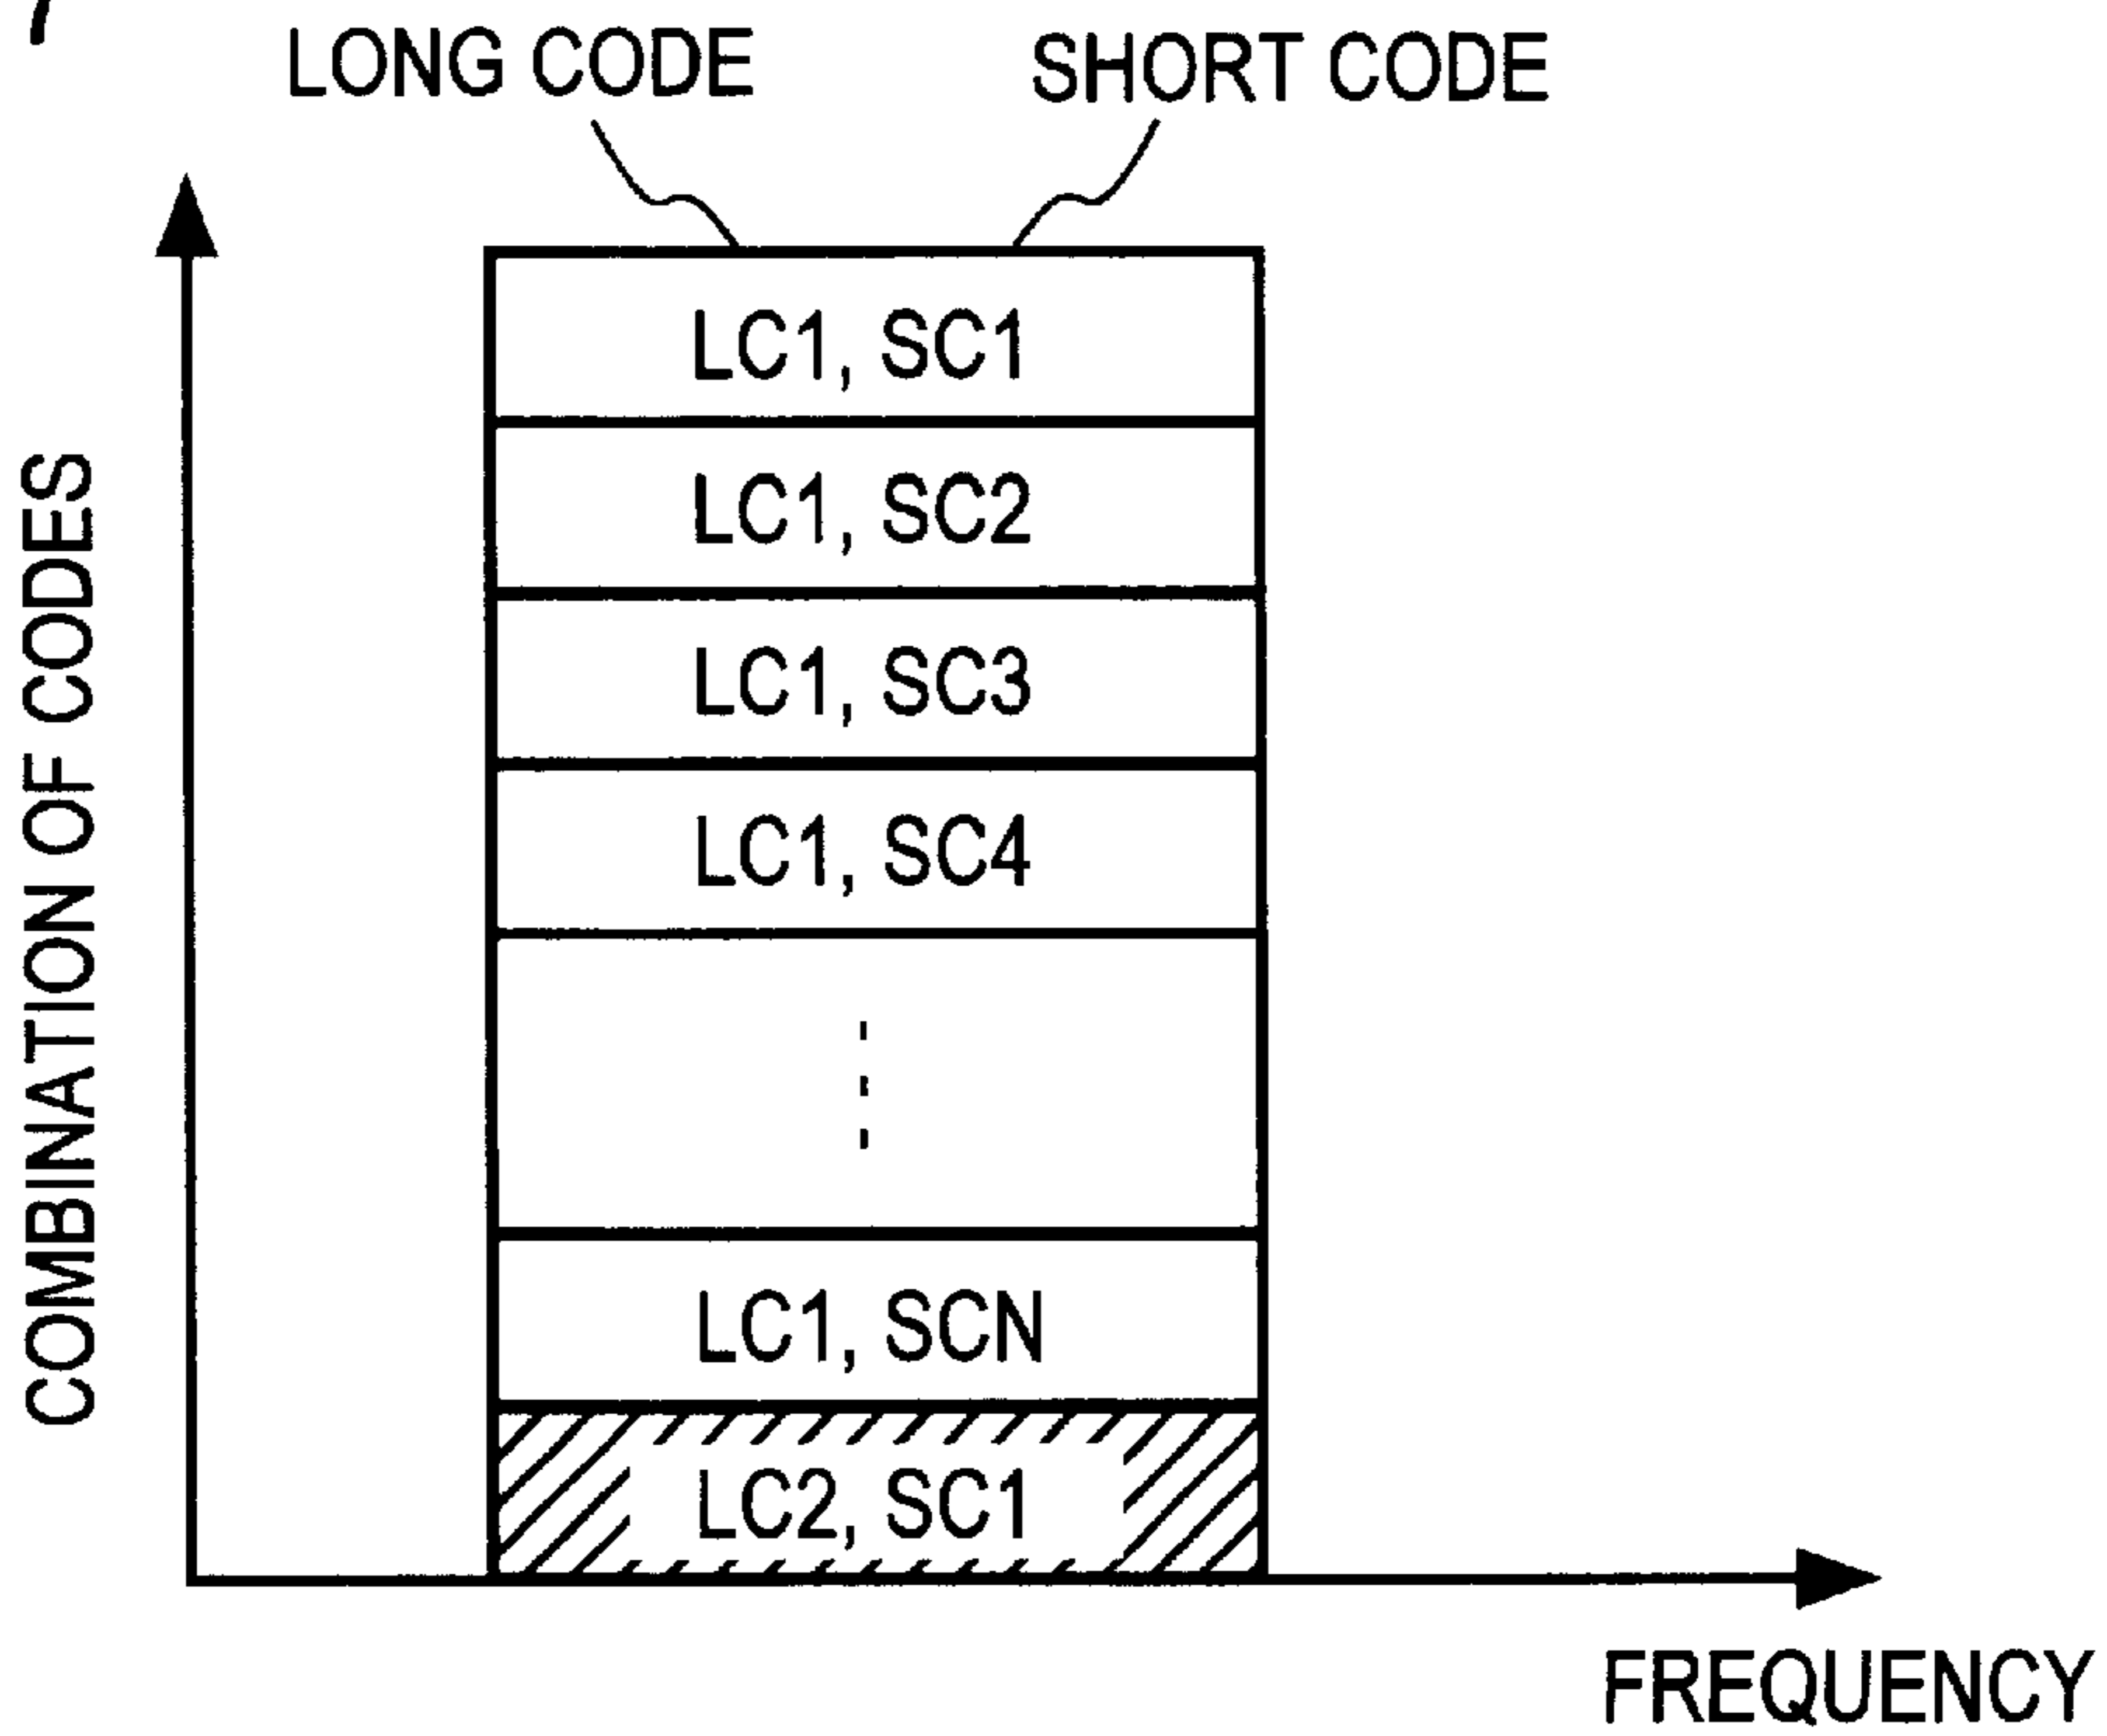 LONG CODE
SHORT CODE
COMBINATION OF CODES
LC1, SC1
LC1, SC2
LC1, SC3
LC1, SC4
LC1, SCN
LC2, SC1
FREQUENCY